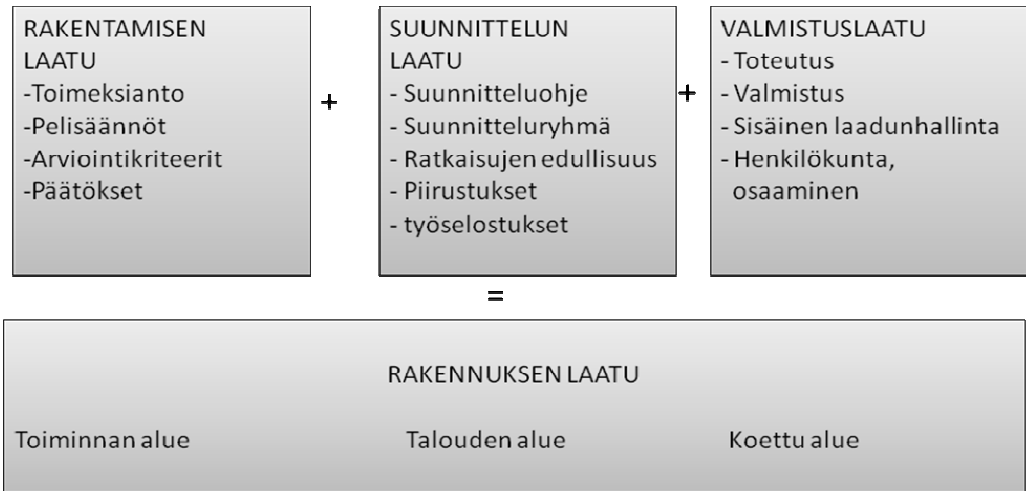 RAKENTAMISEN
LAATU
-Toimeksianto
-Pelisäännöt
-Arviointikriteerit
-Päätökset
+
SUUNNITTELUN
LAATU
- Suunnitteluohje
- Suunnitteluryhmä
- Ratkaisujen edullisuus
- Piirustukset
- työselostukset
+
VALMISTUSLAATU
- Toteutus
- Valmistus
- Sisäinen laadunhallinta
- Henkilökunta,
osaaminen
=
RAKENNUKSEN LAATU
Toiminnan alue
Talouden alue
Koettu alue